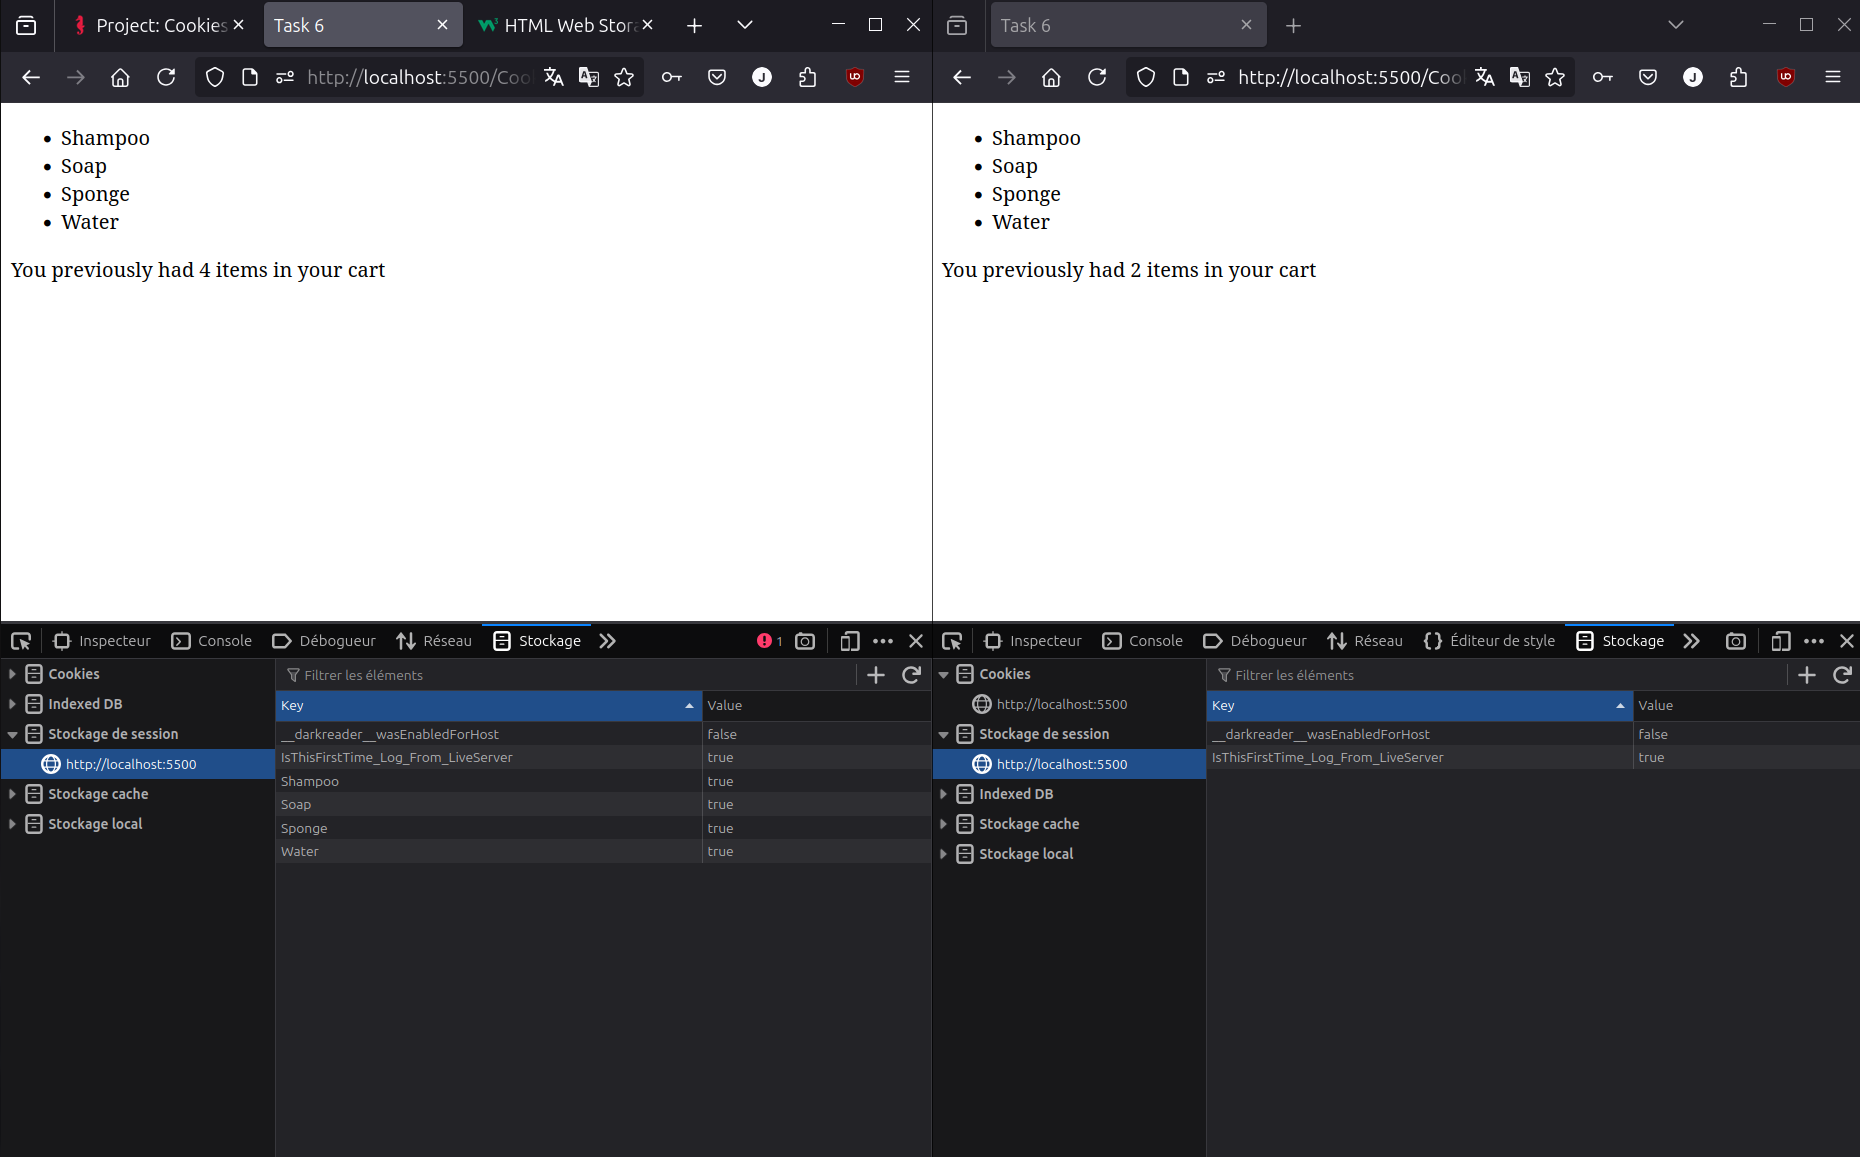 Project: Cookies
Task 6
HTML Web Stora
http://localhost:5500/Cool
Shampoo
Soap
Sponge
Water
You previously had 4 items in your cart
Inspecteur
Console
Débogueur
Réseau
Stockage
1
Cookies
Indexed DB
Stockage de session
http://localhost:5500
Stockage cache
Stockage local
Filtrer les éléments
Key Value
__darkreader__wasEnabledForHost false
IsThisFirstTime_Log_From_LiveServer true
Shampoo true
Soap true
Sponge true
Water true
Task 6
http://localhost:5500/Cool
Shampoo
Soap
Sponge
Water
You previously had 2 items in your cart
Inspecteur
Console
Débogueur
Réseau
Éditeur de style
Stockage
Cookies
http://localhost:5500
Stockage de session
http://localhost:5500
Indexed DB
Stockage cache
Stockage local
Filtrer les éléments
Key Value
__darkreader__wasEnabledForHost false
IsThisFirstTime_Log_From_LiveServer true